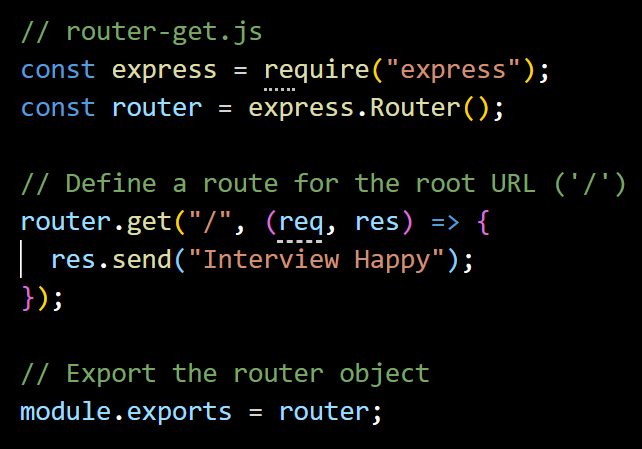 // router-get.js
const express = require("express");
const router = express.Router();
// Define a route for the root URL ('/')
router.get("/", (req, res) => {
  res.send("Interview Happy");
});
// Export the router object
module.exports = router;